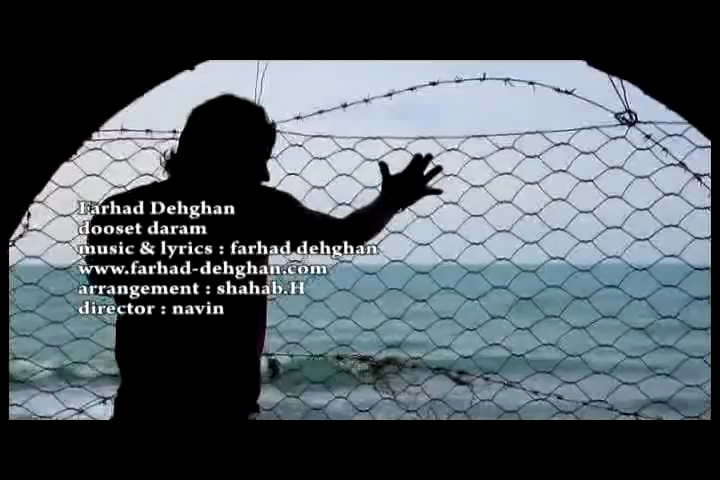 Farhad Dehghan
dooset daram
music & lyrics : farhad dehghan
www.farhad-dehghan.com
arrangement : shahab.H
director : navin